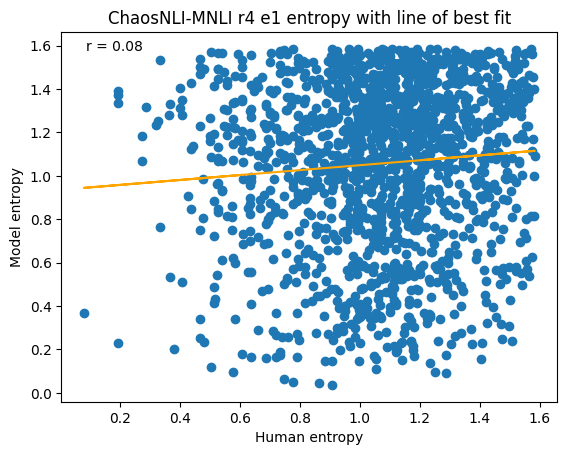 ChaosNLI-MNLI r4 e1 entropy with line of best fit
r = 0.08
Model entropy
1.6
1.4
1.2
1.0
0.8
0.6
0.4
0.2
0.0
0.2 0.4 0.6 0.8 1.0 1.2 1.4 1.6
Human entropy